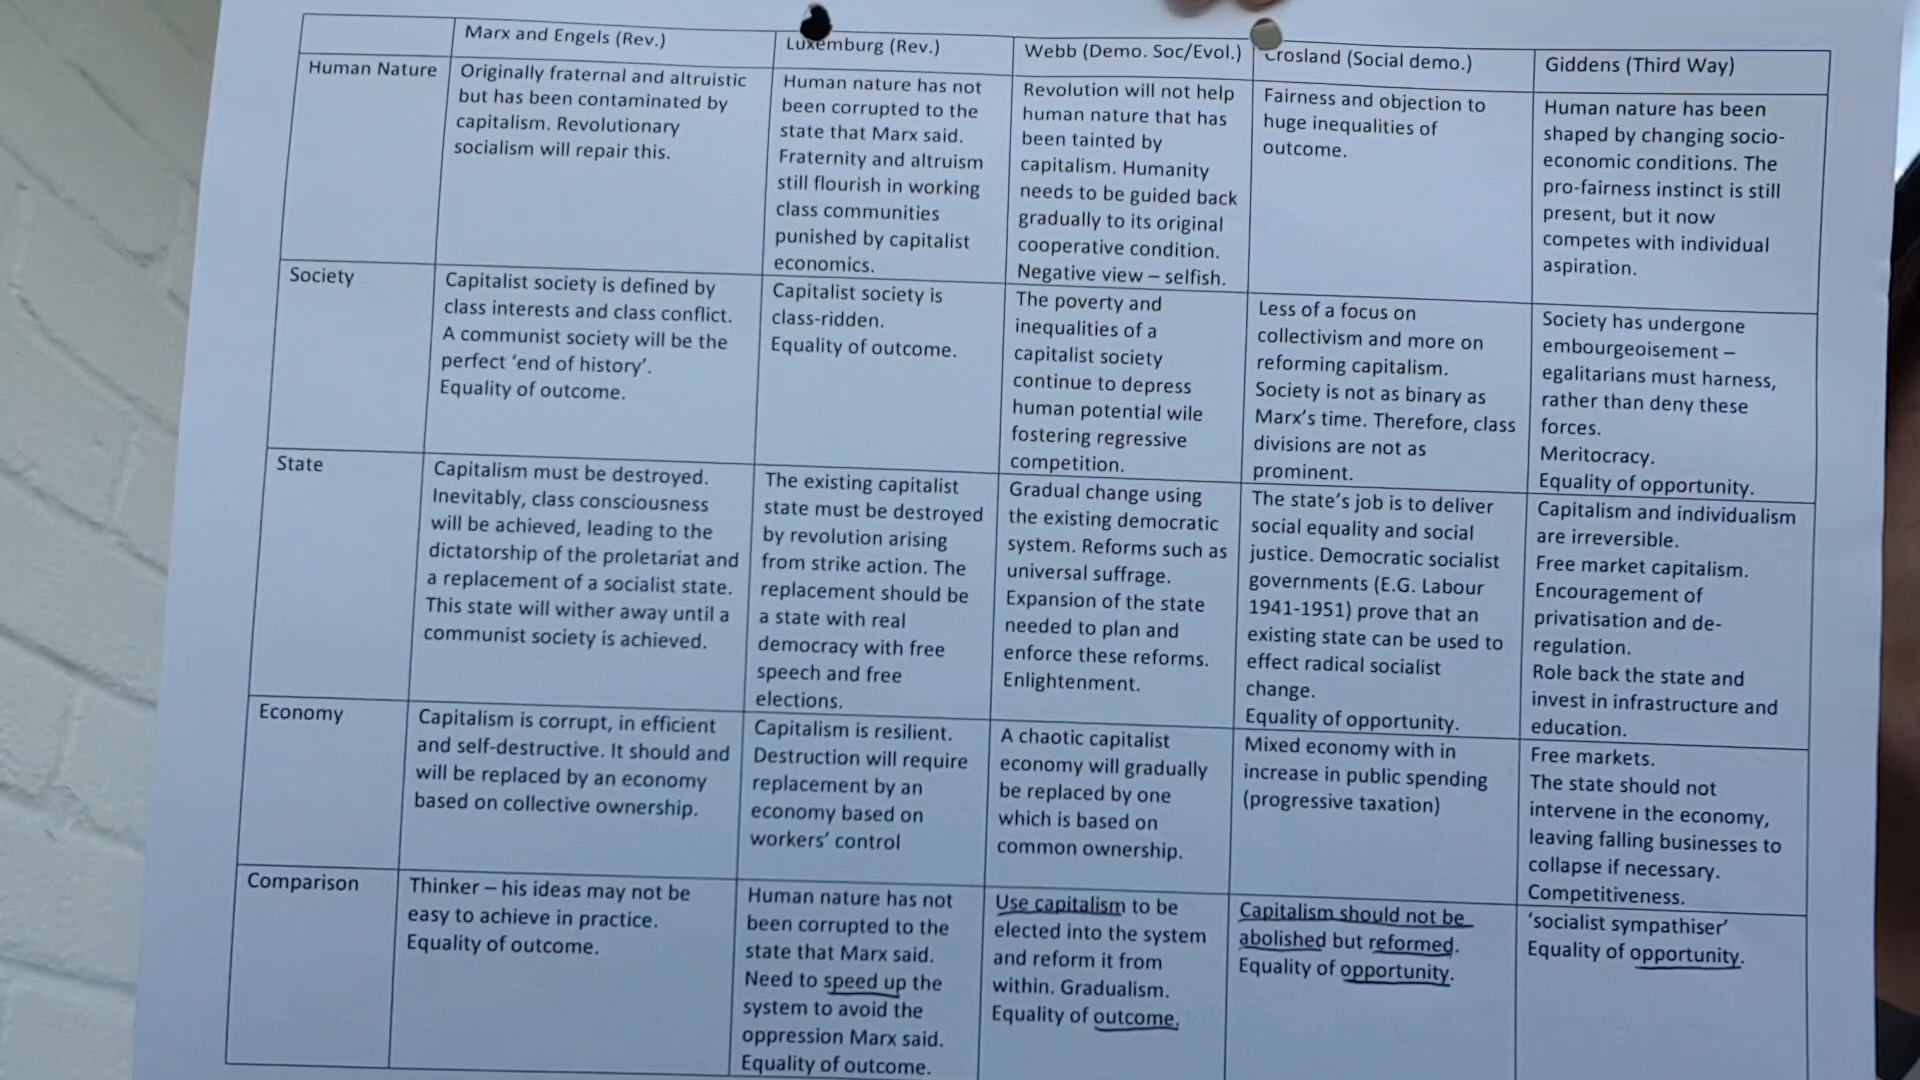 Marx and Engels (Rev.)
Luxemburg (Rev.)
Webb (Demo. Soc/Evol.)
Crosland (Social demo.)
Giddens (Third Way)
Human Nature
Originally fraternal and altruistic
but has been contaminated by
capitalism. Revolutionary
socialism will repair this.
Human nature has not
been corrupted to the
state that Marx said.
Fraternity and altruism
still flourish in working
class communities
punished by capitalist
economics.
Revolution will not help
human nature that has
been tainted by
capitalism. Humanity
needs to be guided back
gradually to its original
cooperative condition.
Negative view – selfish.
Fairness and objection to
huge inequalities of
outcome.
Human nature has been
shaped by changing socio-
economic conditions. The
pro-fairness instinct is still
present, but it now
competes with individual
aspiration.
Society
Capitalist society is defined by
class interests and class conflict.
A communist society will be the
perfect ‘end of history’.
Equality of outcome.
Capitalist society is
class-ridden.
Equality of outcome.
The poverty and
inequalities of a
capitalist society
continue to depress
human potential wile
fostering regressive
competition.
Less of a focus on
collectivism and more on
reforming capitalism.
Society is not as binary as
Marx’s time. Therefore, class
divisions are not as
prominent.
Society has undergone
embourgeoisement –
egalitarians must harness,
rather than deny these
forces.
Meritocracy.
Equality of opportunity.
State
Capitalism must be destroyed.
Inevitably, class consciousness
will be achieved, leading to the
dictatorship of the proletariat and
a replacement of a socialist state.
This state will wither away until a
communist society is achieved.
The existing capitalist
state must be destroyed
by revolution arising
from strike action. The
replacement should be
a state with real
democracy with free
speech and free
elections.
Gradual change using
the existing democratic
system. Reforms such as
universal suffrage.
Expansion of the state
needed to plan and
enforce these reforms.
Enlightenment.
The state’s job is to deliver
social equality and social
justice. Democratic socialist
governments (E.G. Labour
1941-1951) prove that an
existing state can be used to
effect radical socialist
change.
Equality of opportunity.
Capitalism and individualism
are irreversible.
Free market capitalism.
Encouragement of
privatisation and de-
regulation.
Role back the state and
invest in infrastructure and
education.
Economy
Capitalism is corrupt, in efficient
and self-destructive. It should and
will be replaced by an economy
based on collective ownership.
Capitalism is resilient.
Destruction will require
replacement by an
economy based on
workers’ control
A chaotic capitalist
economy will gradually
be replaced by one
which is based on
common ownership.
Mixed economy with in
increase in public spending
(progressive taxation)
Free markets.
The state should not
intervene in the economy,
leaving falling businesses to
collapse if necessary.
Competitiveness.
Comparison
Thinker – his ideas may not be
easy to achieve in practice.
Equality of outcome.
Human nature has not
been corrupted to the
state that Marx said.
Need to speed up the
system to avoid the
oppression Marx said.
Equality of outcome.
Use capitalism to be
elected into the system
and reform it from
within. Gradualism.
Equality of outcome.
Capitalism should not be
abolished but reformed.
Equality of opportunity.
‘socialist sympathiser’
Equality of opportunity.